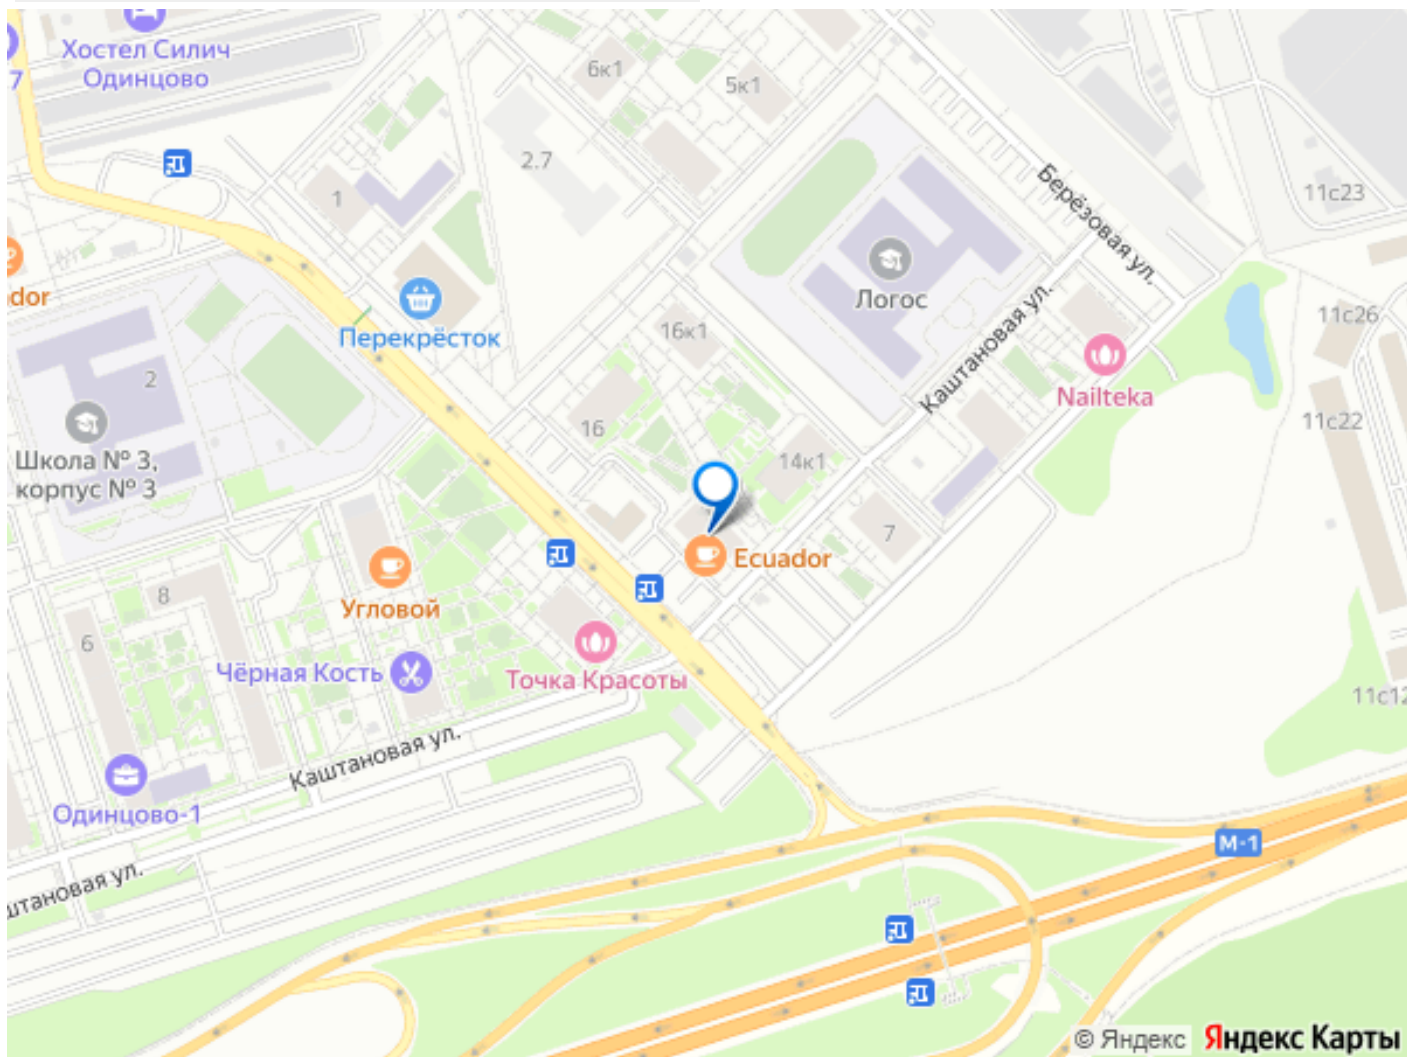 Хостел Силич
Одинцово
7
6к1
5к1
2.7
1
11с23
Берёзовая ул.
Логос
dor
Перекрёсток
16к1
11с26
Каштановая ул.
Nailteka
2
16
11с22
Школа № 3,
корпус № 3
14к1
7
Ecuador
Угловой
8
6
Чёрная Кость
Точка Красоты
11с12
Каштановая ул.
Одинцово-1
М-1
штановая ул.
© Яндекс Яндекс Карты